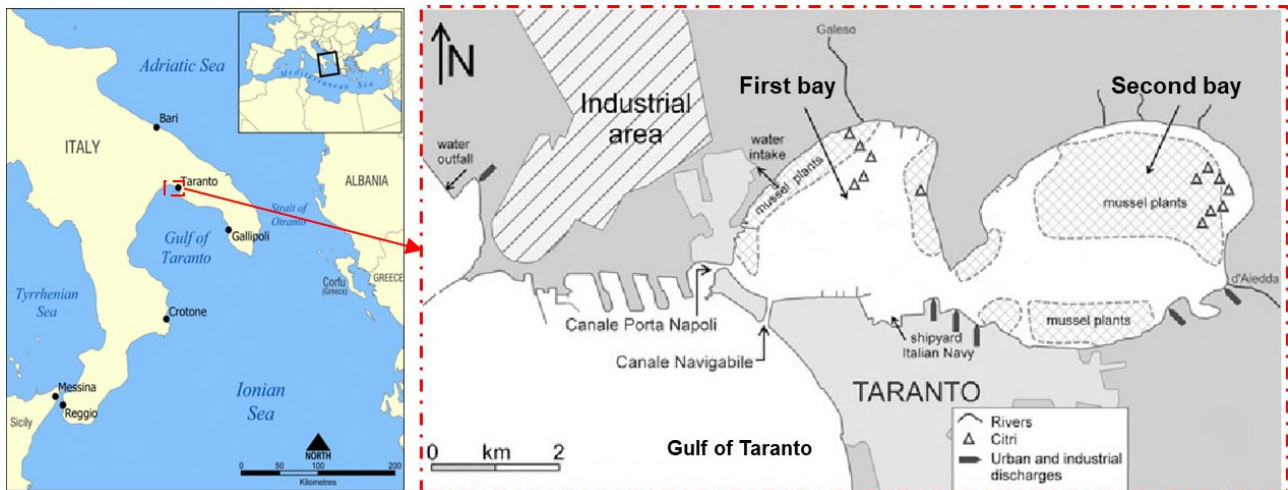 Adriatic Sea
Mediterranean Sea
Bari
ITALY
Taranto
ALBANIA
Strait of
Otranto
Gulf of
Taranto
Gallipoli
Corfu
(Greece)
GREECE
Tyrrhenian
Sea
Crotone
Messina
Reggio
Sicily
Ionian
Sea
NORTH
0 50 100 200
Kilometres
N
Industrial
area
Galeso
First bay
Second bay
water
outfall
water
intake
mussel plants
mussel plants
d'Aiedda
Canale Porta Napoli
Canale Navigabile
shipyard
Italian Navy
mussel plants
TARANTO
Gulf of Taranto
0 km 2
Rivers
Citri
Urban and industrial
discharges